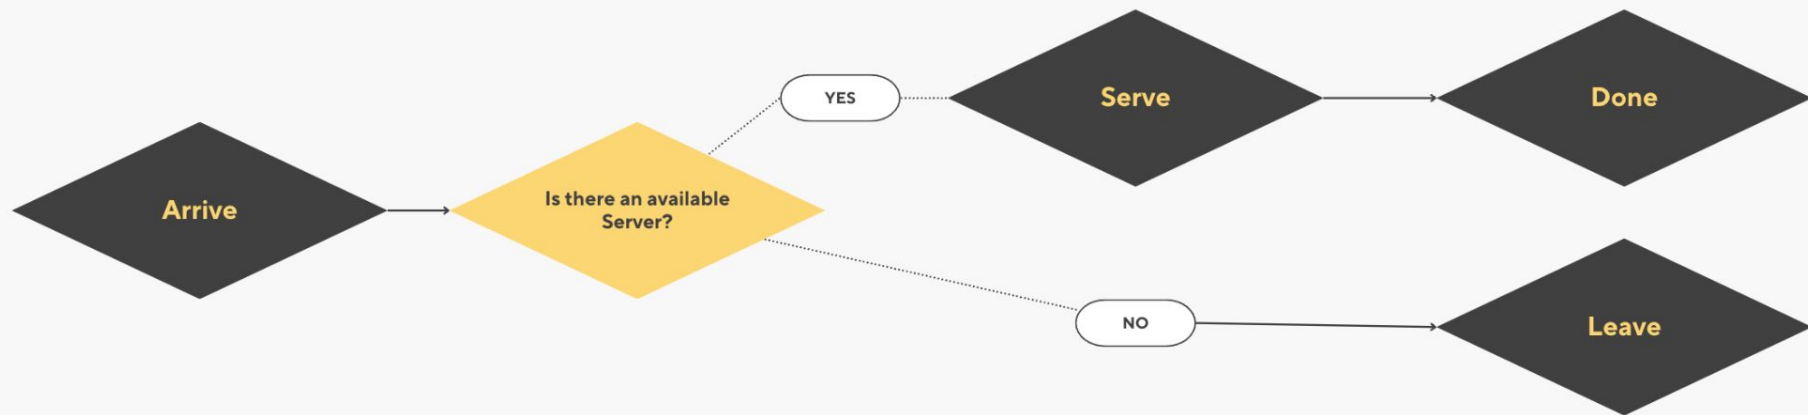 Arrive
Is there an available
Server?
YES
Serve
Done
NO
Leave